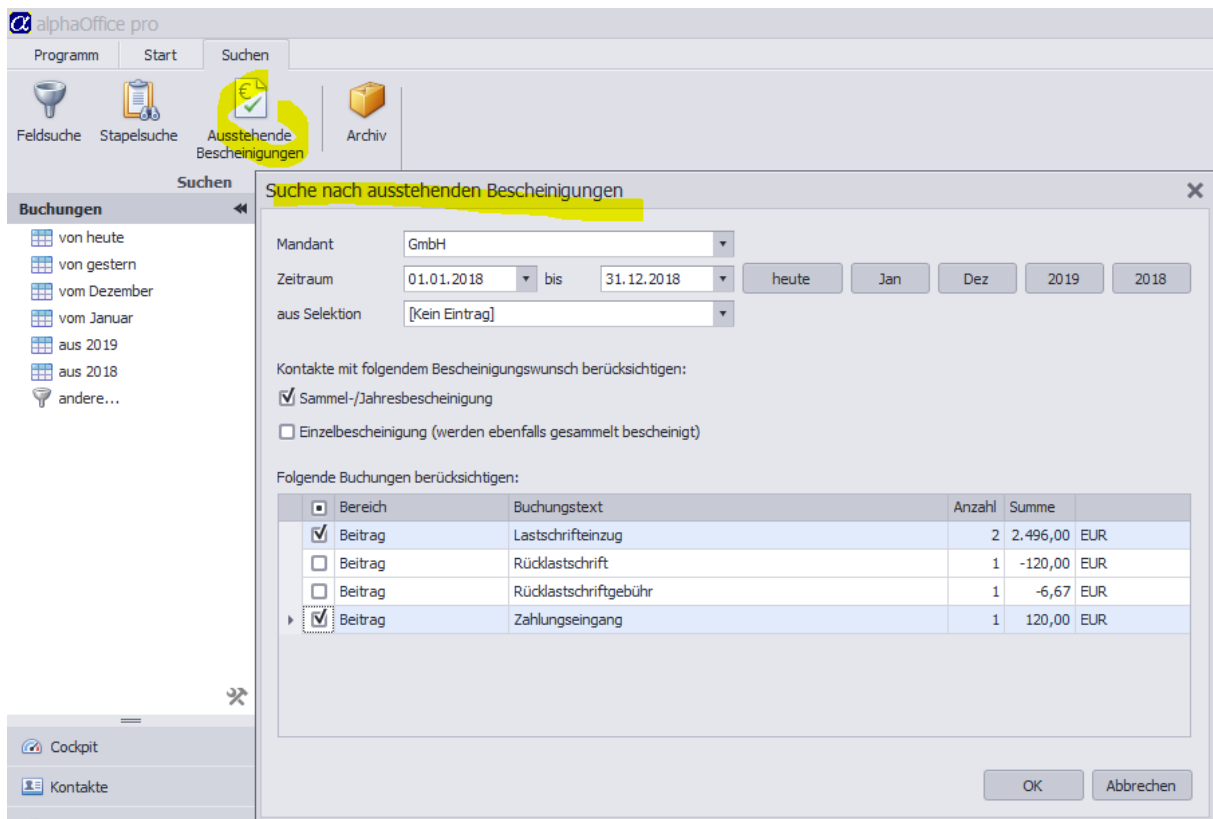 α alphaOffice pro
Programm Start Suchen
Feldsuche Stapelsuche Ausstehende Bescheinigungen Archiv
Suchen
Buchungen
von heute
von gestern
vom Dezember
vom Januar
aus 2019
aus 2018
andere...
Cockpit
Kontakte
Suche nach ausstehenden Bescheinigungen
Mandant GmbH
Zeitraum 01.01.2018 bis 31.12.2018 heute Jan Dez 2019 2018
aus Selektion [Kein Eintrag]
Kontakte mit folgendem Bescheinigungswunsch berücksichtigen:
Sammel-/Jahresbescheinigung
Einzelbescheinigung (werden ebenfalls gesammelt bescheinigt)
Folgende Buchungen berücksichtigen:
Bereich Buchungstext Anzahl Summe
Beitrag Lastschrifteinzug 2 2.496,00 EUR
Beitrag Rücklastschrift 1 -120,00 EUR
Beitrag Rücklastschriftgebühr 1 -6,67 EUR
Beitrag Zahlungseingang 1 120,00 EUR
OK Abbrechen